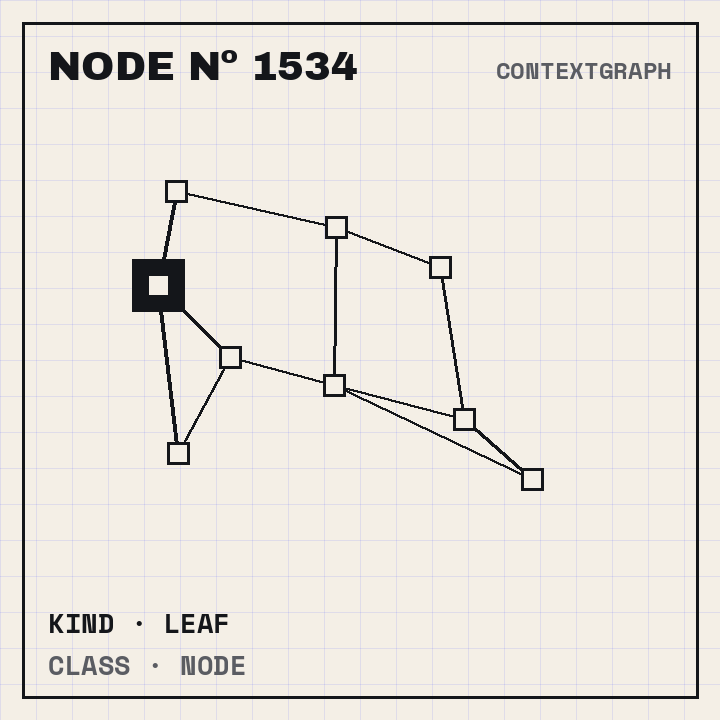 NODE Nº 1534
CONTEXTGRAPH
KIND · LEAF
CLASS · NODE